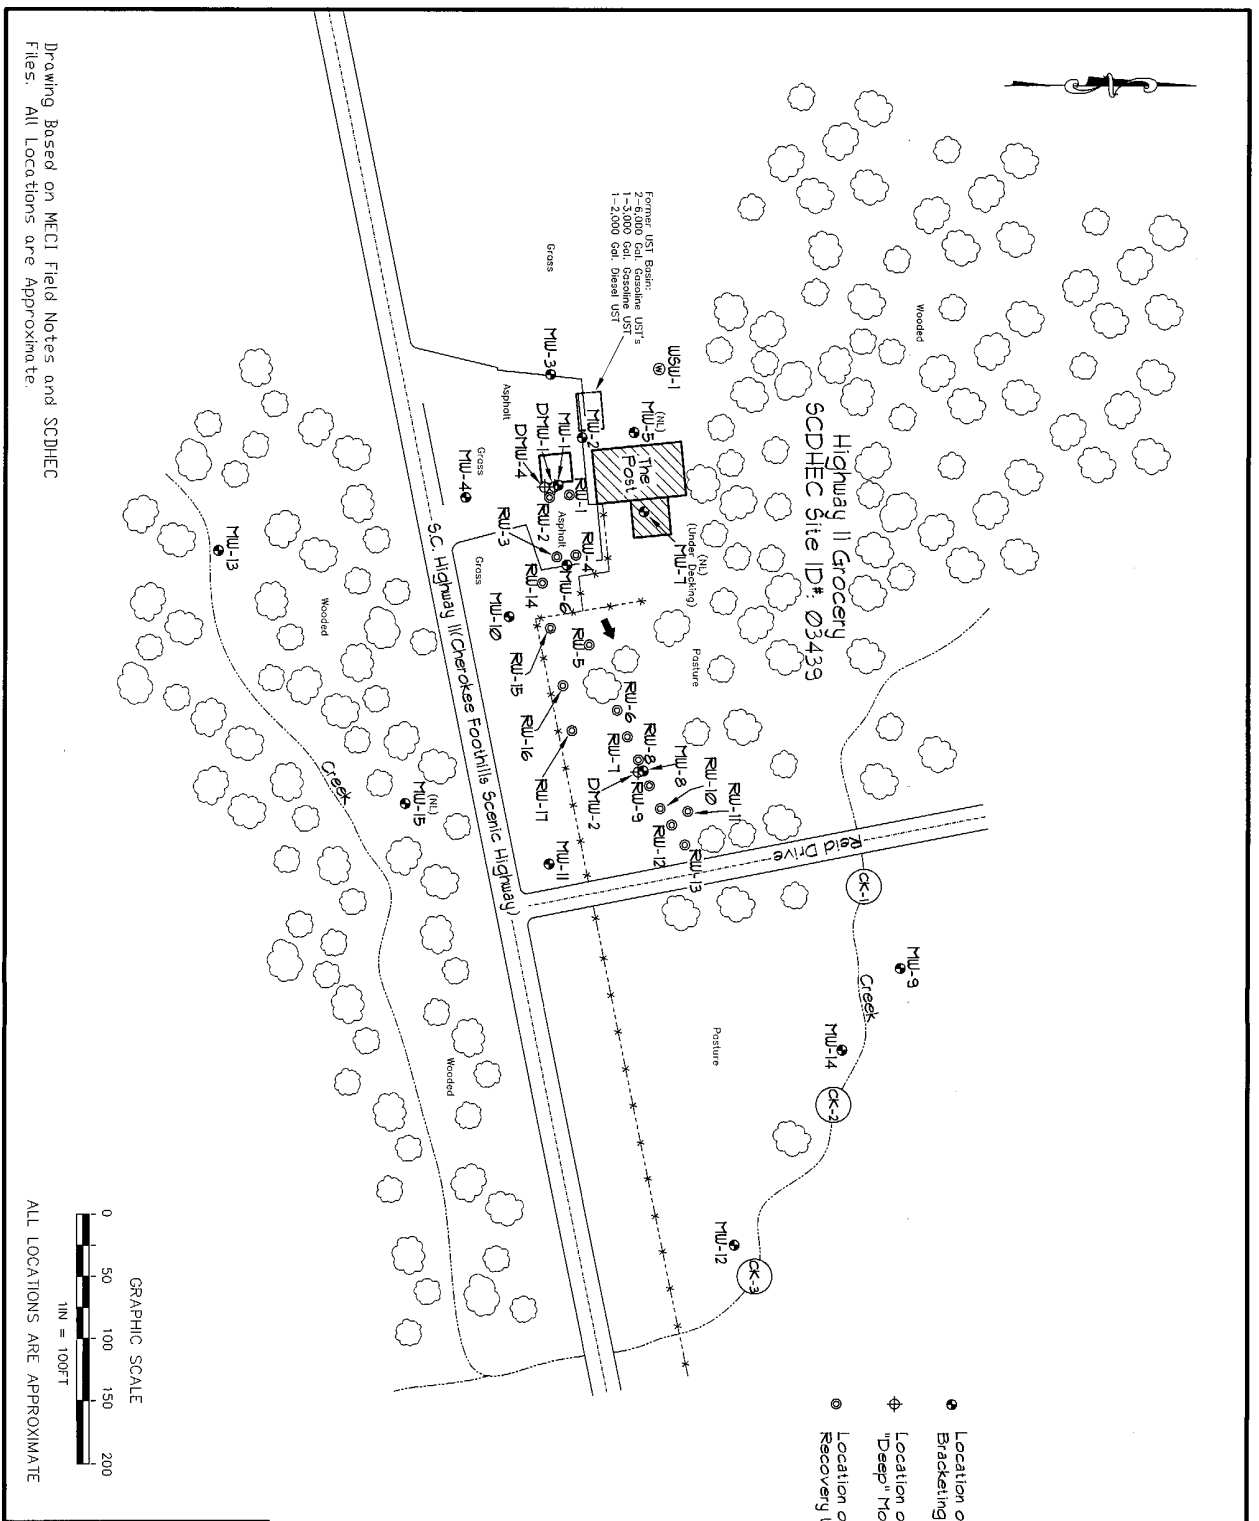 Highway 11 Grocery
SCDHEC Site ID#: 03439
Wooded
Former UST Basin:
2-6,000 Gal. Gasoline UST's
1-3,000 Gal. Gasoline UST
1-2,000 Gal. Diesel UST
WSW-1
(NL)
MW-5
The
Post
(NL)
MW-7
(Under Decking)
Grass
MW-3
Asphalt
MW-2
MW-1
DMW-1
DMW-4
RW-1
RW-2
Asphalt
RW-3
RW-4
MW-6
RW-14
Grass
MW-4
Grass
MW-10
RW-15
RW-5
Pasture
RW-16
RW-6
RW-7
RW-17
RW-8
MW-8
RW-9
DMW-2
RW-10
RW-11
RW-12
RW-13
MW-11
Reid Drive
CK-1
MW-9
Creek
MW-14
CK-2
Pasture
MW-12
CK-3
S.C. Highway 11(Cherokee Foothills Scenic Highway)
MW-13
Wooded
Creek
(NL)
MW-15
Wooded
Location o
Bracketing
Location o
"Deep" Mo
Location o
Recovery
GRAPHIC SCALE
0 50 100 150 200
1IN = 100FT
ALL LOCATIONS ARE APPROXIMATE
Drawing Based on MECI Field Notes and SCDHEC
Files. All Locations are Approximate.